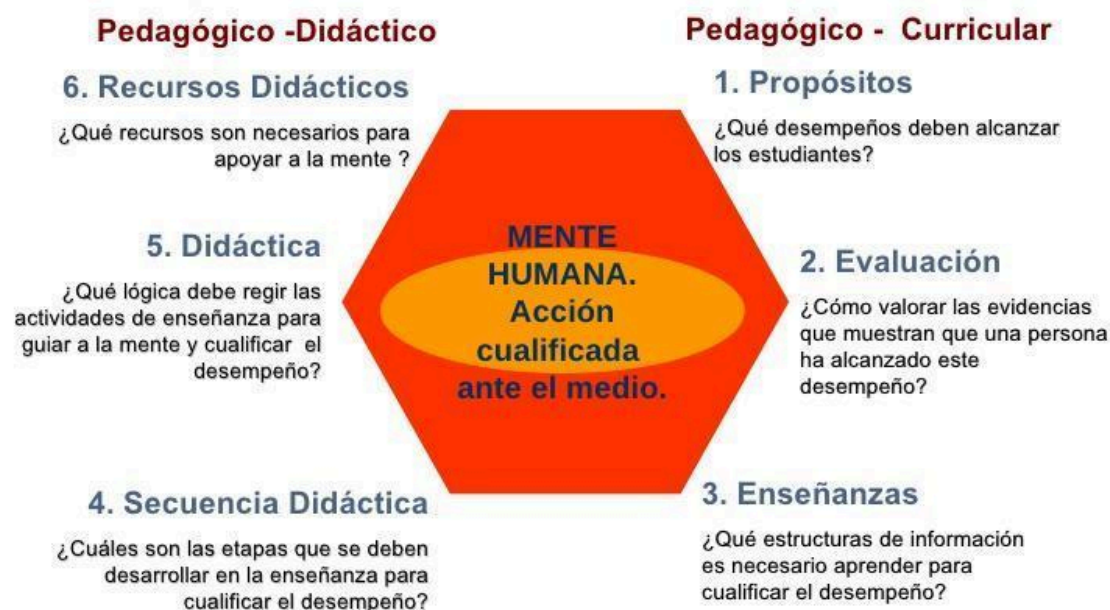 Pedagógico -Didáctico
Pedagógico - Curricular
6. Recursos Didácticos
¿Qué recursos son necesarios para
apoyar a la mente ?
1. Propósitos
¿Qué desempeños deben alcanzar
los estudiantes?
5. Didáctica
¿Qué lógica debe regir las
actividades de enseñanza para
guiar a la mente y cualificar el
desempeño?
MENTE
HUMANA.
Acción
cualificada
ante el medio.
2. Evaluación
¿Cómo valorar las evidencias
que muestran que una persona
ha alcanzado este
desempeño?
4. Secuencia Didáctica
¿Cuáles son las etapas que se deben
desarrollar en la enseñanza para
cualificar el desempeño?
3. Enseñanzas
¿Qué estructuras de información
es necesario aprender para
cualificar el desempeño?